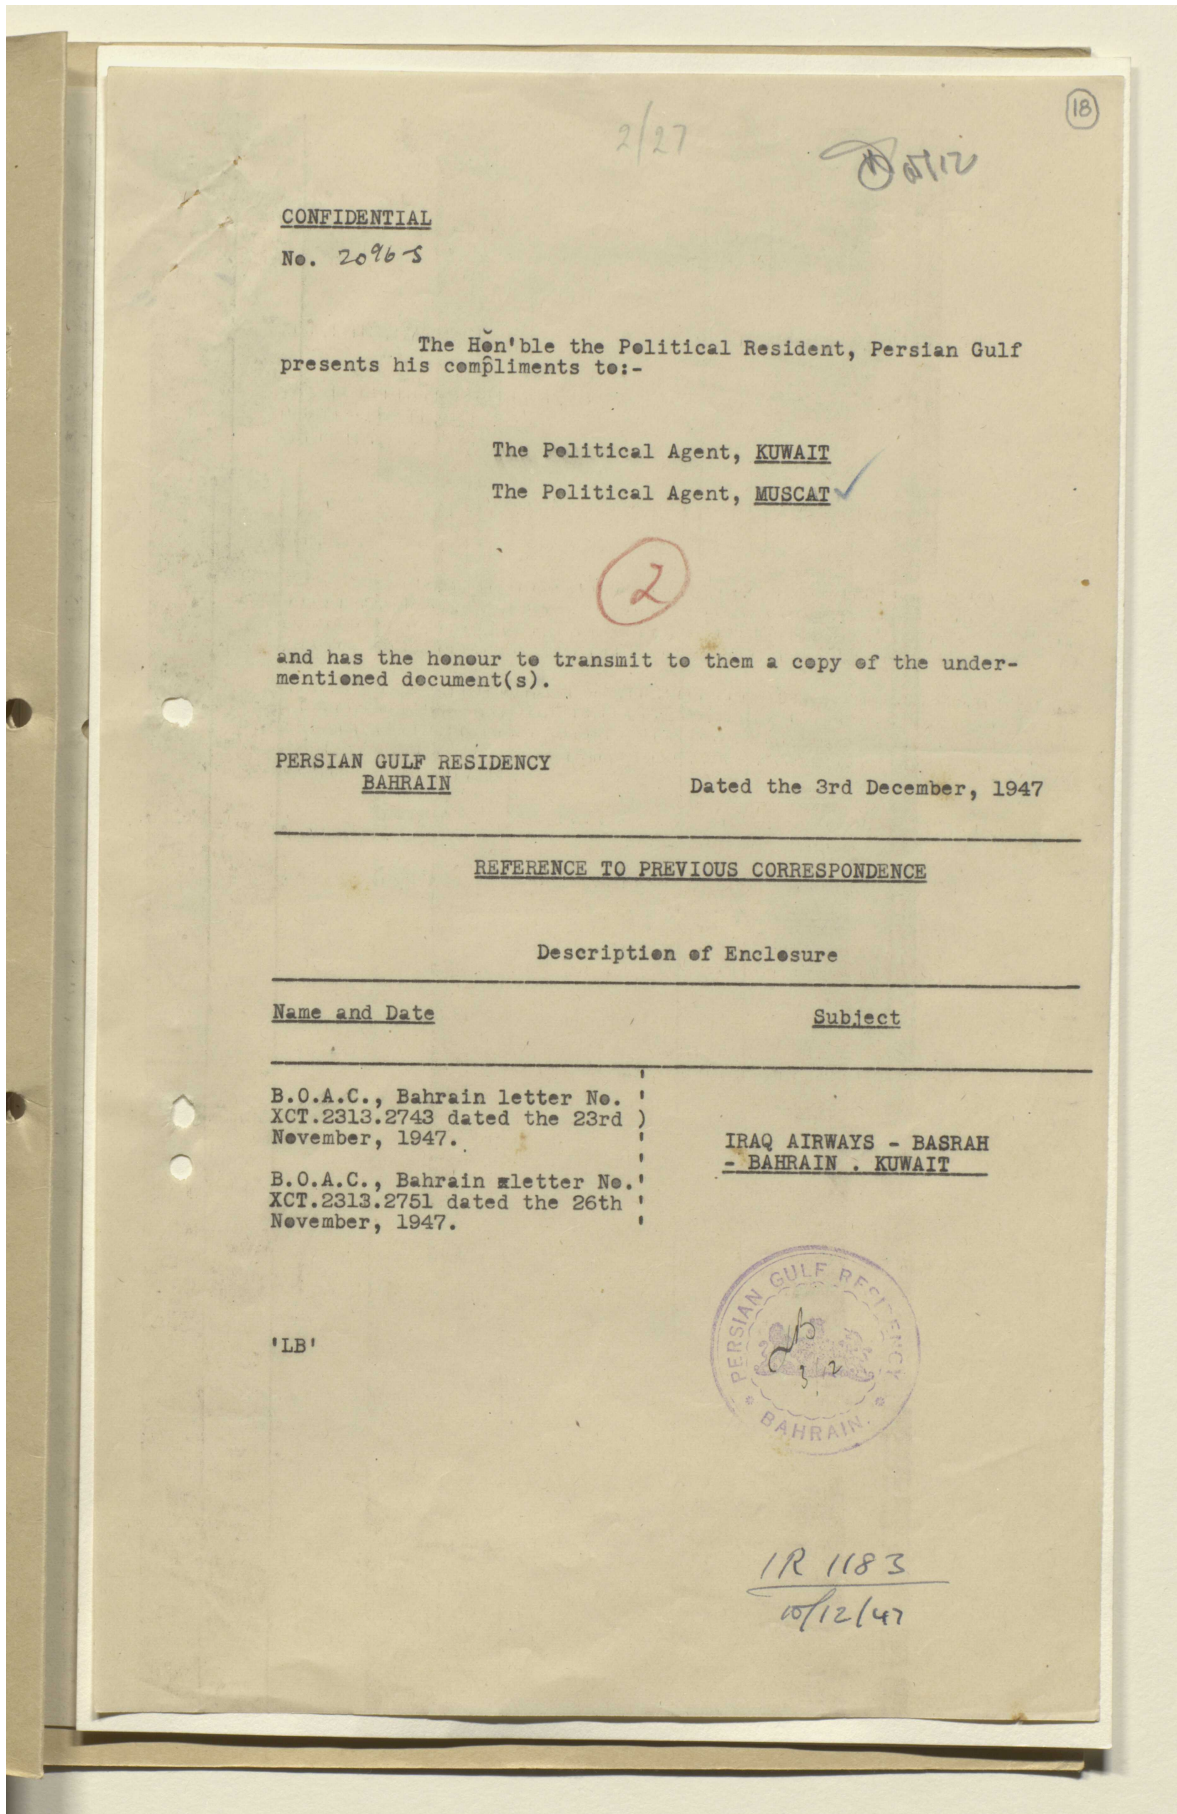 18
2/27
CONFIDENTIAL
No. 2096-S
The Hon'ble the Political Resident, Persian Gulf
presents his compliments to:-
The Political Agent, KUWAIT
The Political Agent, MUSCAT
2
and has the honour to transmit to them a copy of the under-
mentioned document(s).
PERSIAN GULF RESIDENCY
BAHRAIN
Dated the 3rd December, 1947
REFERENCE TO PREVIOUS CORRESPONDENCE
Description of Enclosure
Name and Date
Subject
B.O.A.C., Bahrain letter No.
XCT.2313.2743 dated the 23rd )
November, 1947.
IRAQ AIRWAYS - BASRAH
- BAHRAIN . KUWAIT
B.O.A.C., Bahrain letter No.
XCT.2313.2751 dated the 26th
November, 1947.
PERSIAN GULF RESIDENCY
BAHRAIN
3.12
'LB'
1R 1183
10/12/47